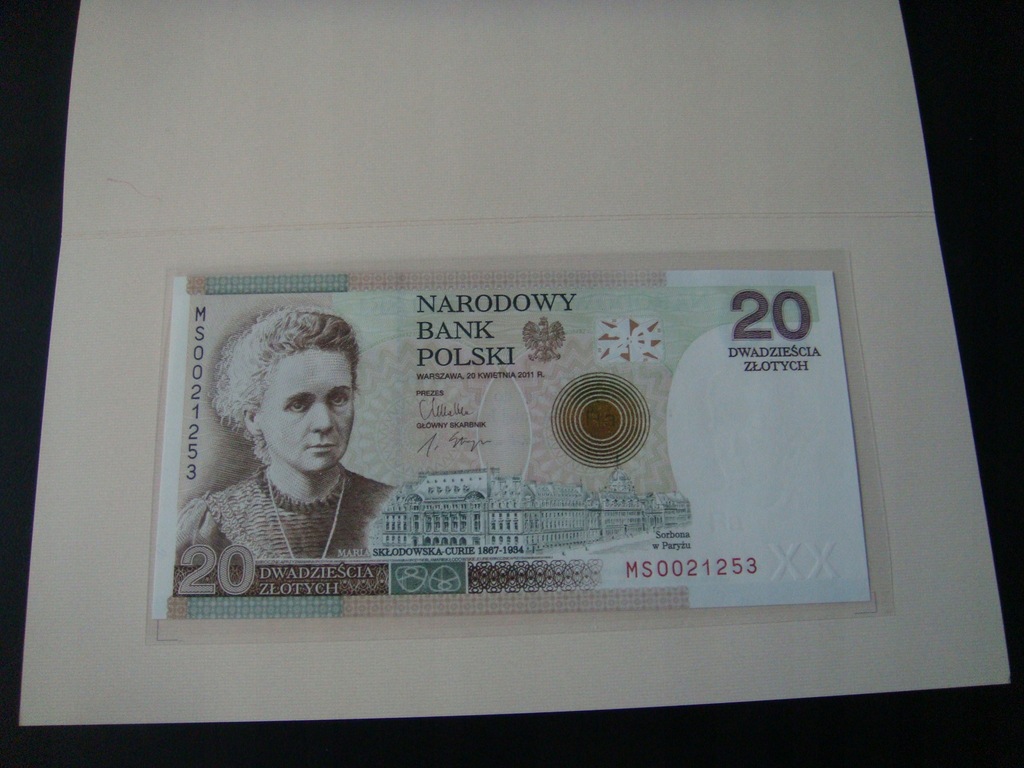 MS0021253
NARODOWY
BANK
POLSKI
WARSZAWA, 20 KWIETNIA 2011 R.
PREZES
GŁÓWNY SKARBNIK
20
DWADZIEŚCIA
ZŁOTYCH
MARIA SKŁODOWSKA-CURIE 1867-1934
Sorbona
w Paryżu
20
DWADZIEŚCIA
ZŁOTYCH
MS0021253
XX
Ra